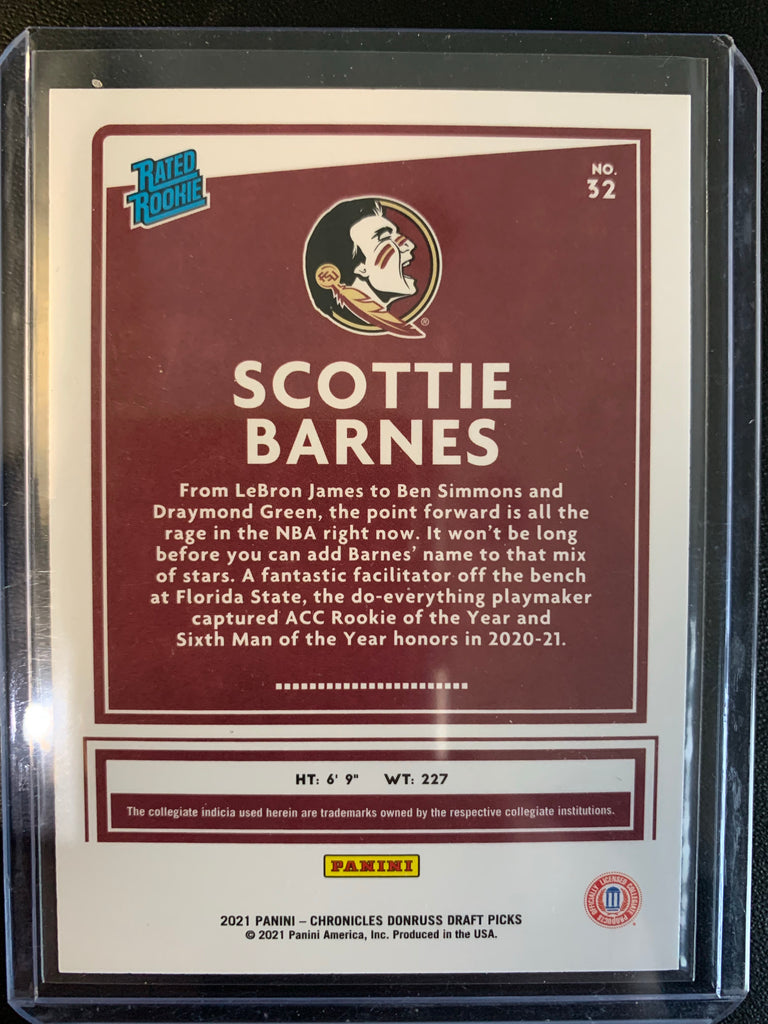 RATED
ROOKIE
NO.
32
FSU
®
SCOTTIE
BARNES
From LeBron James to Ben Simmons and
Draymond Green, the point forward is all the
rage in the NBA right now. It won't be long
before you can add Barnes' name to that mix
of stars. A fantastic facilitator off the bench
at Florida State, the do-everything playmaker
captured ACC Rookie of the Year and
Sixth Man of the Year honors in 2020-21.
HT: 6' 9" WT: 227
The collegiate indicia used herein are trademarks owned by the respective collegiate institutions.
PANINI
OFFICIALLY LICENSED COLLEGIATE PRODUCTS
2021 PANINI – CHRONICLES DONRUSS DRAFT PICKS
© 2021 Panini America, Inc. Produced in the USA.